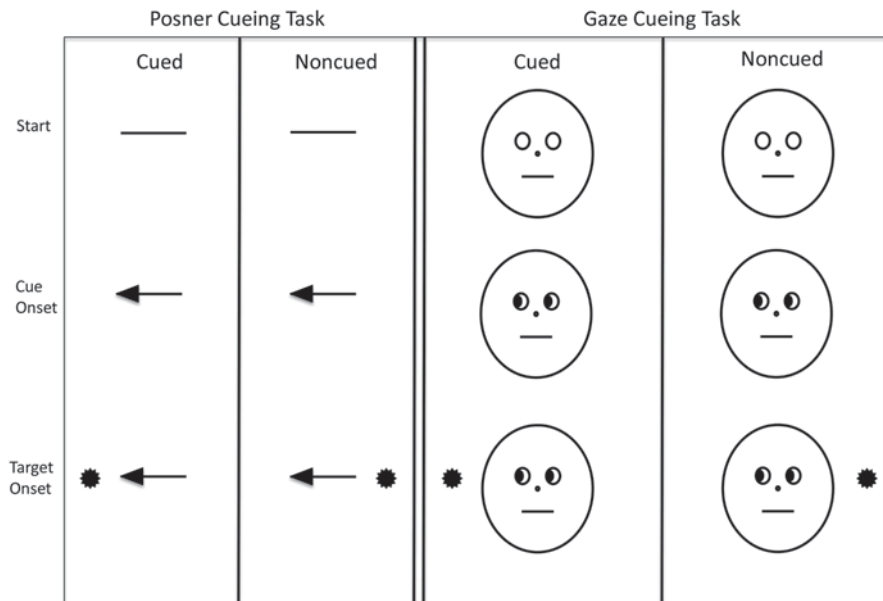 Posner Cueing Task
Gaze Cueing Task
Cued
Noncued
Cued
Noncued
Start
Cue
Onset
Target
Onset